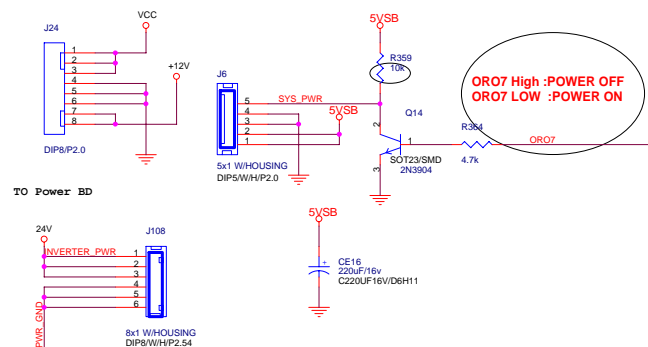 J24
VCC
1
2
3
4
5
6
7
8
+12V
DIP8/P2.0
J6
5
4
3
2
1
SYS_PWR
5VSB
5x1 W/HOUSING
DIP5/W/H/P2.0
5VSB
R359
10k
Q14
2
1
3
SOT23/SMD
2N3904
R364
4.7k
ORO7
ORO7 High :POWER OFF
ORO7 LOW :POWER ON
TO Power BD
24V
INVERTER_PWR
PWR_GND
J108
1
2
3
4
5
6
8x1 W/HOUSING
DIP8/W/H/P2.54
5VSB
+
CE16
220uF/16v
C220UF16V/D6H11